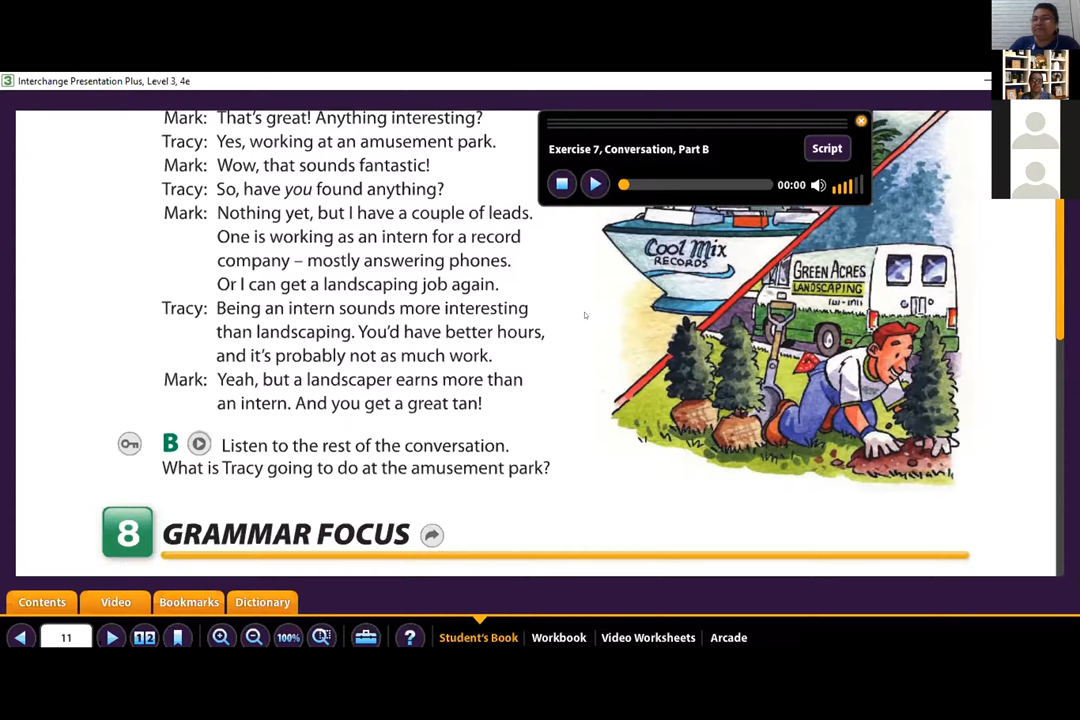 Interchange Presentation Plus, Level 3, 4e
Mark: That's great! Anything interesting?
Tracy: Yes, working at an amusement park.
Mark: Wow, that sounds fantastic!
Tracy: So, have you found anything?
Mark: Nothing yet, but I have a couple of leads.
One is working as an intern for a record
company – mostly answering phones.
Or I can get a landscaping job again.
Tracy: Being an intern sounds more interesting
than landscaping. You'd have better hours,
and it's probably not as much work.
Mark: Yeah, but a landscaper earns more than
an intern. And you get a great tan!
B Listen to the rest of the conversation.
What is Tracy going to do at the amusement park?
8 GRAMMAR FOCUS
Exercise 7, Conversation, Part B
Script
00:00
Cool Mix
RECORDS
GREEN ACRES
LANDSCAPING
Contents Video Bookmarks Dictionary
11 12 100% ? Student's Book Workbook Video Worksheets Arcade